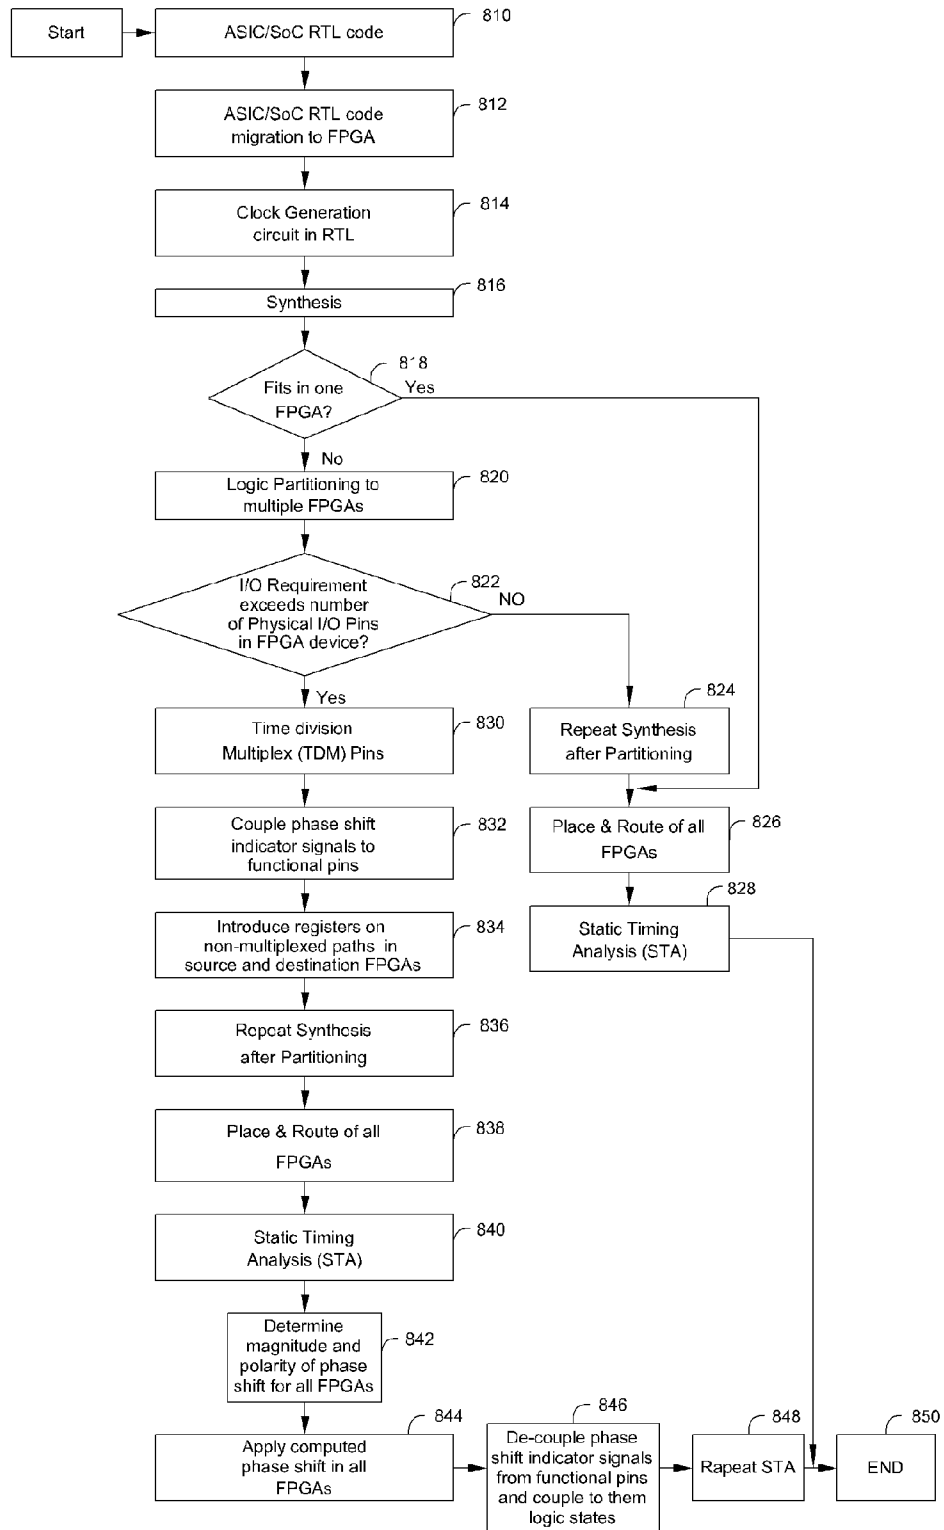 Start
ASIC/SoC RTL code
810
ASIC/SoC RTL code
migration to FPGA
812
Clock Generation
circuit in RTL
814
Synthesis
816
Fits in one
FPGA?
818
Yes
No
Logic Partitioning to
multiple FPGAs
820
I/O Requirement
exceeds number
of Physical I/O Pins
in FPGA device?
822
NO
Yes
Time division
Multiplex (TDM) Pins
830
Repeat Synthesis
after Partitioning
824
Couple phase shift
indicator signals to
functional pins
832
Place & Route of all
FPGAs
826
Introduce registers on
non-multiplexed paths in
source and destination FPGAs
834
Static Timing
Analysis (STA)
828
Repeat Synthesis
after Partitioning
836
Place & Route of all
FPGAs
838
Static Timing
Analysis (STA)
840
Determine
magnitude and
polarity of phase
shift for all FPGAs
842
Apply computed
phase shift in all
FPGAs
844
De-couple phase
shift indicator signals
from functional pins
and couple to them
logic states
846
Rapeat STA
848
END
850